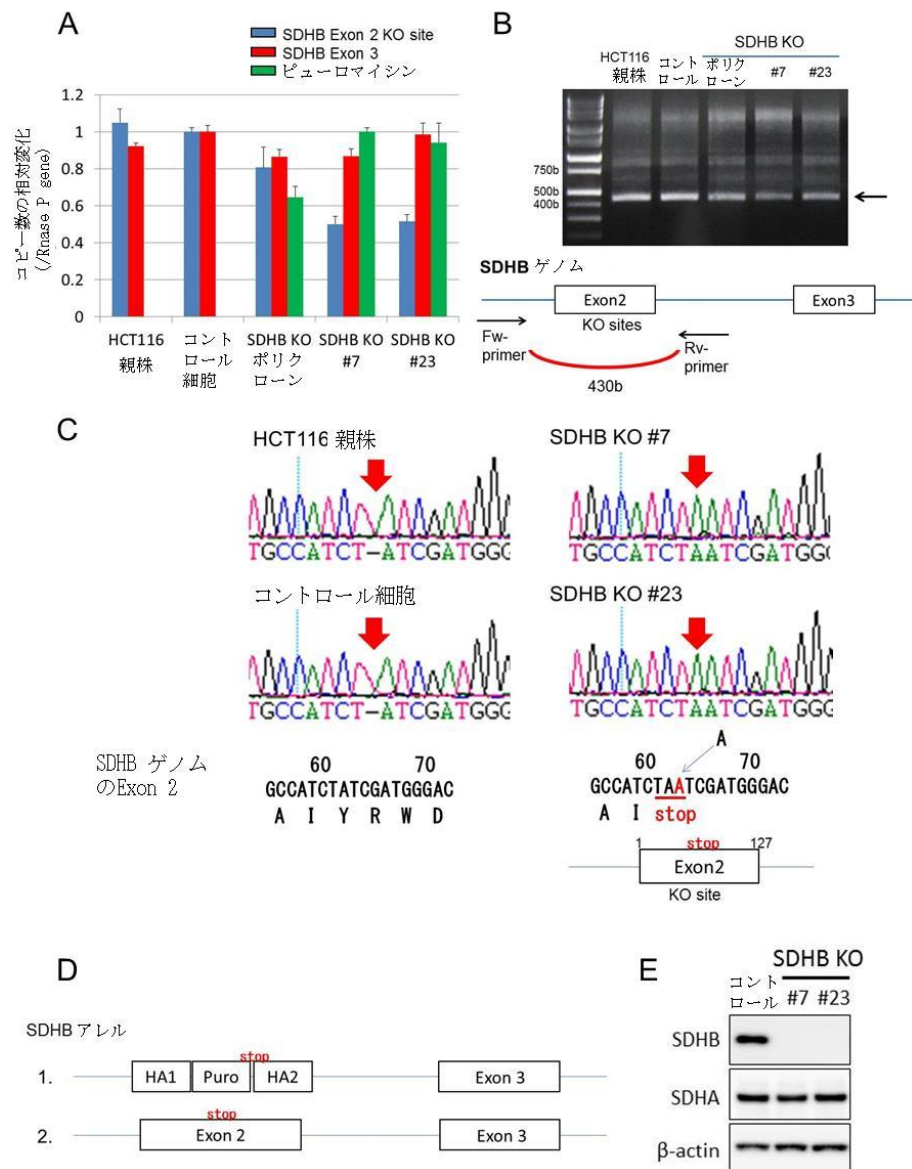 A
SDHB Exon 2 KO site
SDHB Exon 3
ピューロマイシン
コピー数の相対変化
(/Rnase P gene)
1.2
1
0.8
0.6
0.4
0.2
0
HCT116
親株
コント
ロール
細胞
SDHB KO
ポリク
ローン
SDHB KO
#7
SDHB KO
#23
B
SDHB KO
HCT116
親株
コント
ロール
ポリク
ローン
#7
#23
750b
500b
400b
SDHB ゲノム
Exon2
Exon3
KO sites
Fw-
primer
Rv-
primer
430b
C
HCT116 親株
TGCCATCT-ATCGATGGG
SDHB KO #7
TGCCATCTAATCGATGGG
コントロール細胞
TGCCATCT-ATCGATGGG
SDHB KO #23
TGCCATCTAATCGATGGG
SDHB ゲノム
のExon 2
60 70
GCCATCTATCGATGGGAC
A I Y R W D
A
60 70
GCCATCTAATCGATGGGAC
A I stop
1 stop 127
Exon2
KO site
D
SDHB アレル
stop
1. HA1 Puro HA2 Exon 3
stop
2. Exon 2 Exon 3
E
SDHB KO
コント
ロール
#7 #23
SDHB
SDHA
β-actin